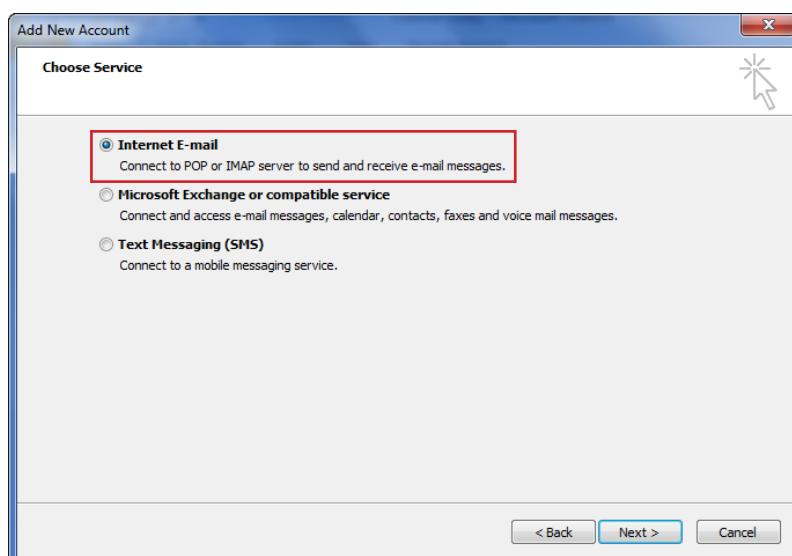 Add New Account
Choose Service
Internet E-mail
Connect to POP or IMAP server to send and receive e-mail messages.
Microsoft Exchange or compatible service
Connect and access e-mail messages, calendar, contacts, faxes and voice mail messages.
Text Messaging (SMS)
Connect to a mobile messaging service.
< Back Next > Cancel